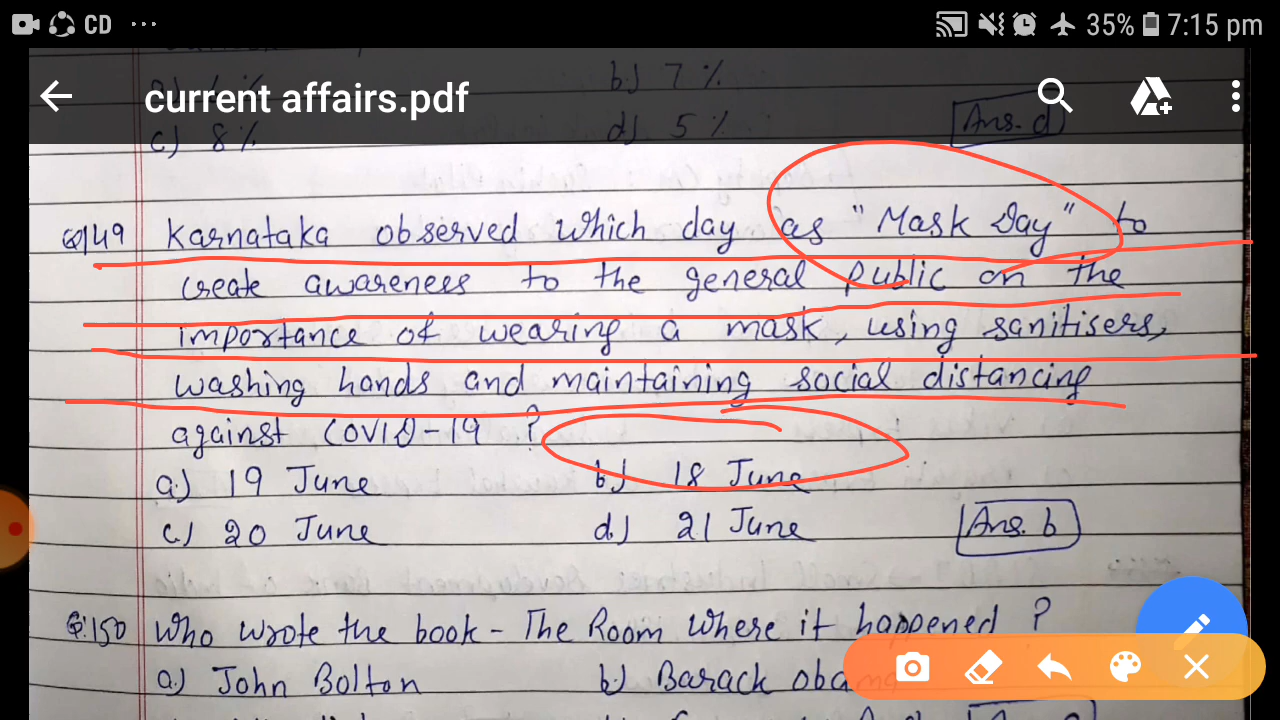 CD ... 35% 7:15 pm
current affairs.pdf
b.) 7 %
c.) 8 % d.) 5 % Ans. d
Q.149 Karnataka observed which day as "Mask Day" to
create awareness to the general public on the
importance of wearing a mask, using sanitisers,
washing hands and maintaining social distancing
against COVID-19 ?
a.) 19 June b.) 18 June
c.) 20 June d.) 21 June Ans. b
Q.150 Who wrote the book - The Room Where it happened ?
a.) John Bolton b.) Barack obama